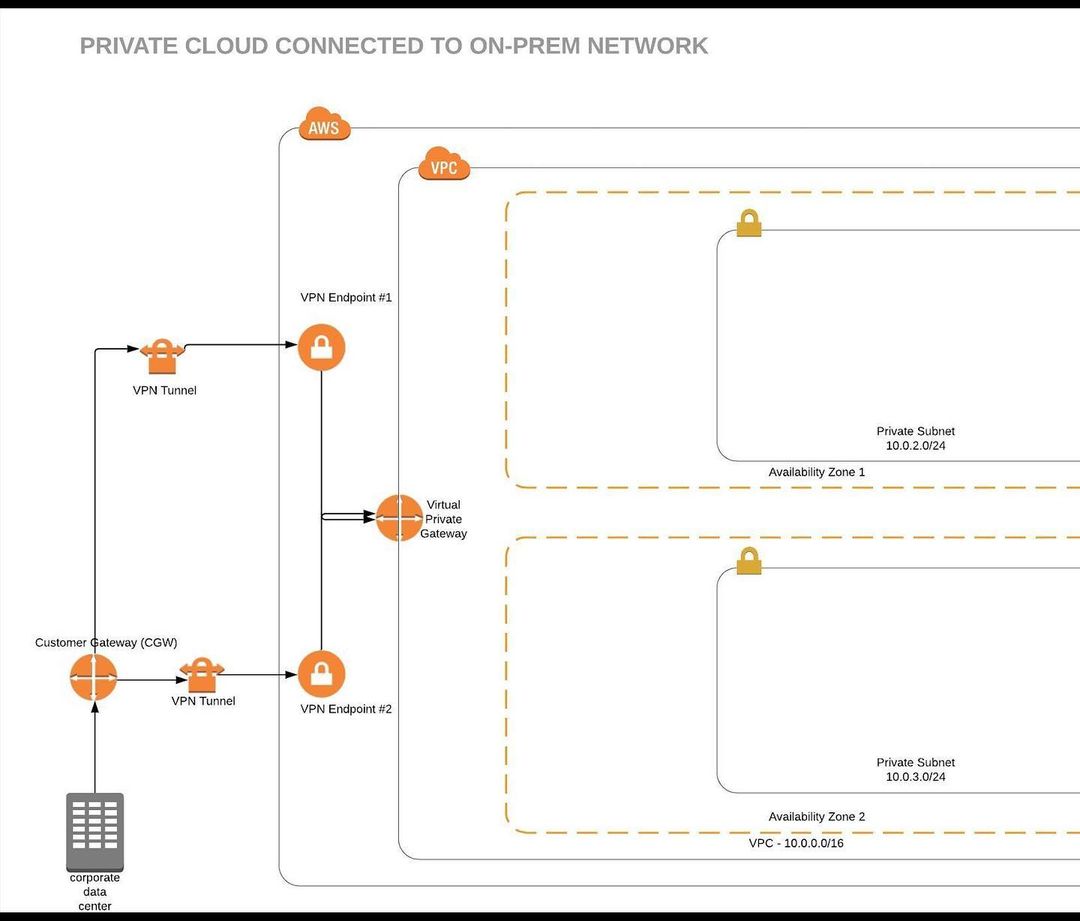 PRIVATE CLOUD CONNECTED TO ON-PREM NETWORK
AWS
VPC
VPN Endpoint #1
VPN Tunnel
Private Subnet
10.0.2.0/24
Availability Zone 1
Virtual
Private
Gateway
Customer Gateway (CGW)
VPN Tunnel
VPN Endpoint #2
Private Subnet
10.0.3.0/24
Availability Zone 2
VPC - 10.0.0.0/16
corporate
data
center